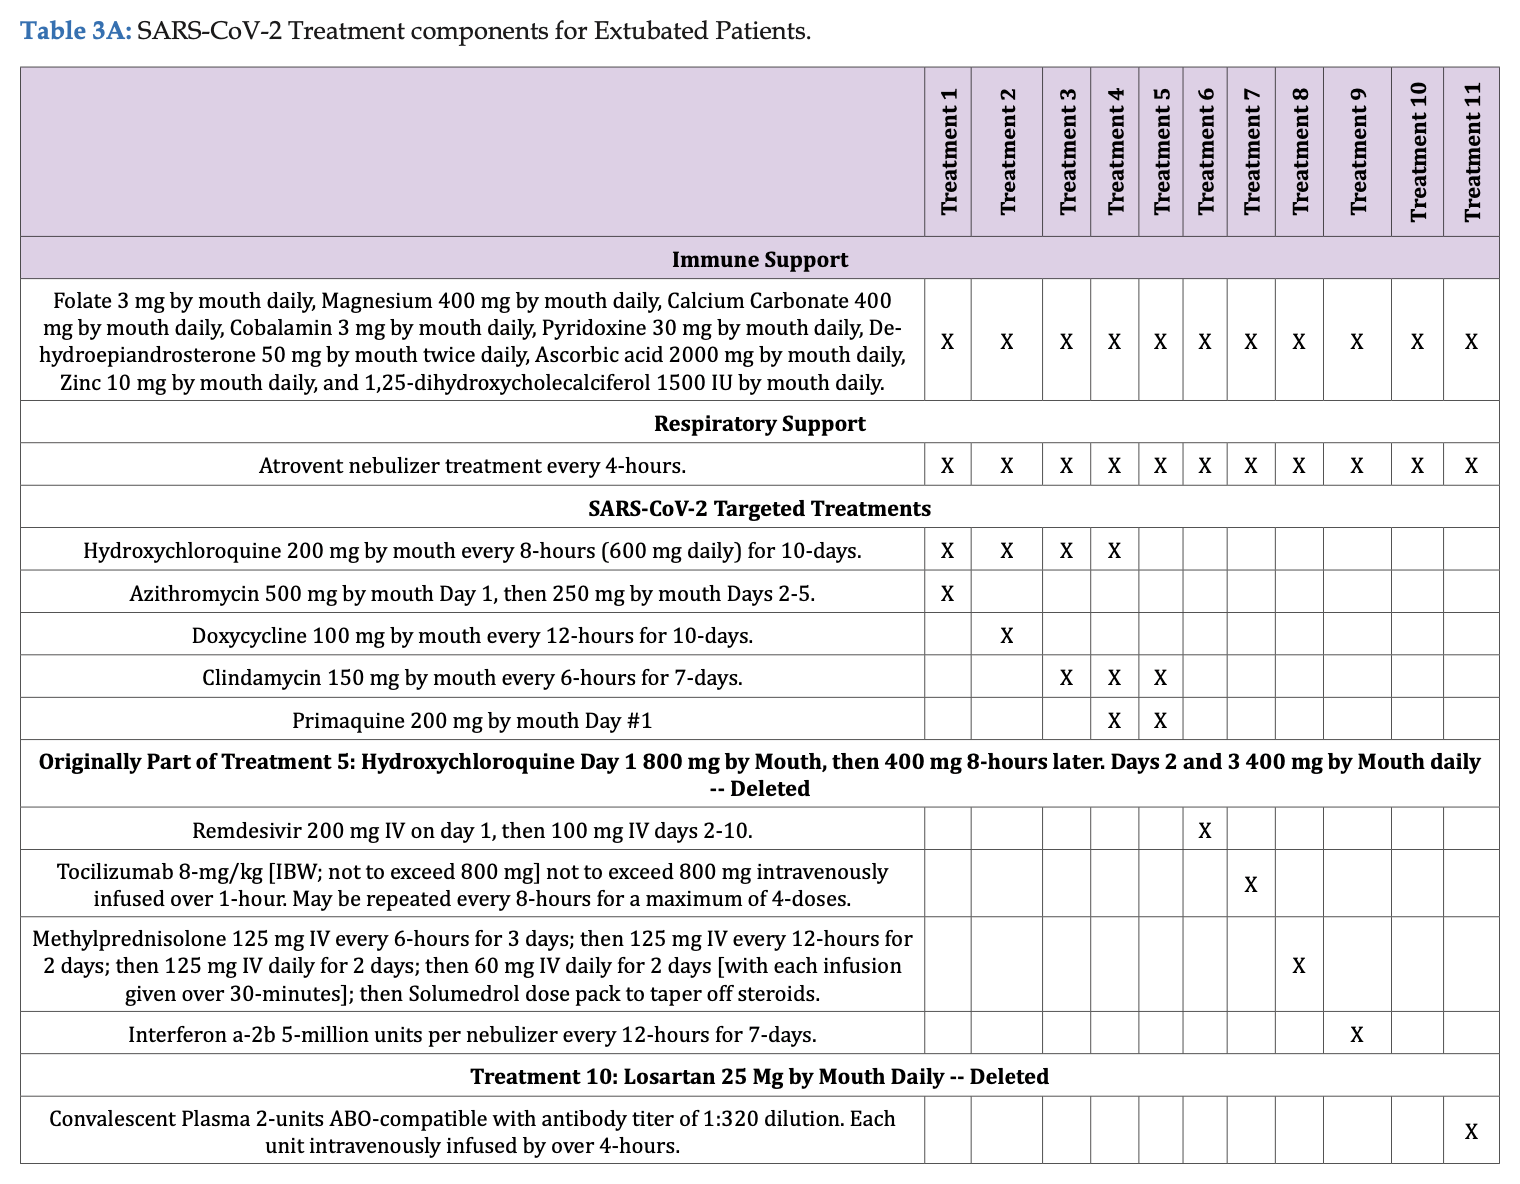 Table 3A: SARS-CoV-2 Treatment components for Extubated Patients.
Treatment 1
Treatment 2
Treatment 3
Treatment 4
Treatment 5
Treatment 6
Treatment 7
Treatment 8
Treatment 9
Treatment 10
Treatment 11
Immune Support
Folate 3 mg by mouth daily, Magnesium 400 mg by mouth daily, Calcium Carbonate 400
mg by mouth daily, Cobalamin 3 mg by mouth daily, Pyridoxine 30 mg by mouth daily, De-
hydroepiandrosterone 50 mg by mouth twice daily, Ascorbic acid 2000 mg by mouth daily,
Zinc 10 mg by mouth daily, and 1,25-dihydroxycholecalciferol 1500 IU by mouth daily.
X X X X X X X X X X X
Respiratory Support
Atrovent nebulizer treatment every 4-hours. X X X X X X X X X X X
SARS-CoV-2 Targeted Treatments
Hydroxychloroquine 200 mg by mouth every 8-hours (600 mg daily) for 10-days. X X X X
Azithromycin 500 mg by mouth Day 1, then 250 mg by mouth Days 2-5. X
Doxycycline 100 mg by mouth every 12-hours for 10-days. X
Clindamycin 150 mg by mouth every 6-hours for 7-days. X X X
Primaquine 200 mg by mouth Day #1 X X
Originally Part of Treatment 5: Hydroxychloroquine Day 1 800 mg by Mouth, then 400 mg 8-hours later. Days 2 and 3 400 mg by Mouth daily
-- Deleted
Remdesivir 200 mg IV on day 1, then 100 mg IV days 2-10. X
Tocilizumab 8-mg/kg [IBW; not to exceed 800 mg] not to exceed 800 mg intravenously
infused over 1-hour. May be repeated every 8-hours for a maximum of 4-doses.
X
Methylprednisolone 125 mg IV every 6-hours for 3 days; then 125 mg IV every 12-hours for
2 days; then 125 mg IV daily for 2 days; then 60 mg IV daily for 2 days [with each infusion
given over 30-minutes]; then Solumedrol dose pack to taper off steroids.
X
Interferon a-2b 5-million units per nebulizer every 12-hours for 7-days. X
Treatment 10: Losartan 25 Mg by Mouth Daily -- Deleted
Convalescent Plasma 2-units ABO-compatible with antibody titer of 1:320 dilution. Each
unit intravenously infused by over 4-hours.
X